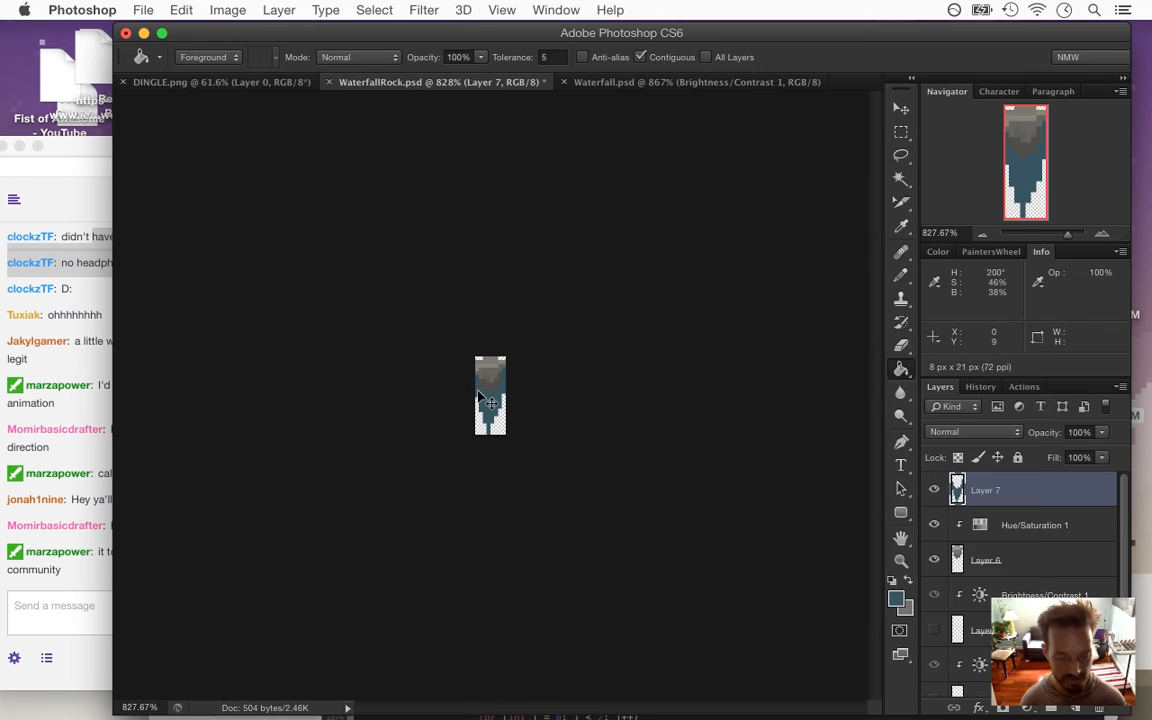 Photoshop File Edit Image Layer Type Select Filter 3D View Window Help
Adobe Photoshop CS6
Foreground Mode: Normal Opacity: 100% Tolerance: 5 Anti-alias Contiguous All Layers NMW
DINGLE.png @ 61.6% (Layer 0, RGB/8*) WaterfallRock.psd @ 828% (Layer 7, RGB/8) * Waterfall.psd @ 867% (Brightness/Contrast 1, RGB/8)
Fist of Awesome
- YouTube
clockzTF: didn't have
clockzTF: no headph
clockzTF: D:
Tuxiak: ohhhhhhhh
Jakylgamer: a little w
legit
marzapower: I'd
animation
Momirbasicdrafter: I
direction
marzapower: cal
jonah1nine: Hey ya'll
Momirbasicdrafter: I
marzapower: it to
community
Send a message
Navigator Character Paragraph
827.67%
Color PaintersWheel Info
H: 200° Op: 100%
S: 46%
B: 38%
X: 0 W:
Y: 9 H:
8 px x 21 px (72 ppi)
Layers History Actions
Kind
Normal Opacity: 100%
Lock: Fill: 100%
Layer 7
Hue/Saturation 1
Layer 6
Brightness/Contrast 1
Laye
827.67% Doc: 504 bytes/2.46K